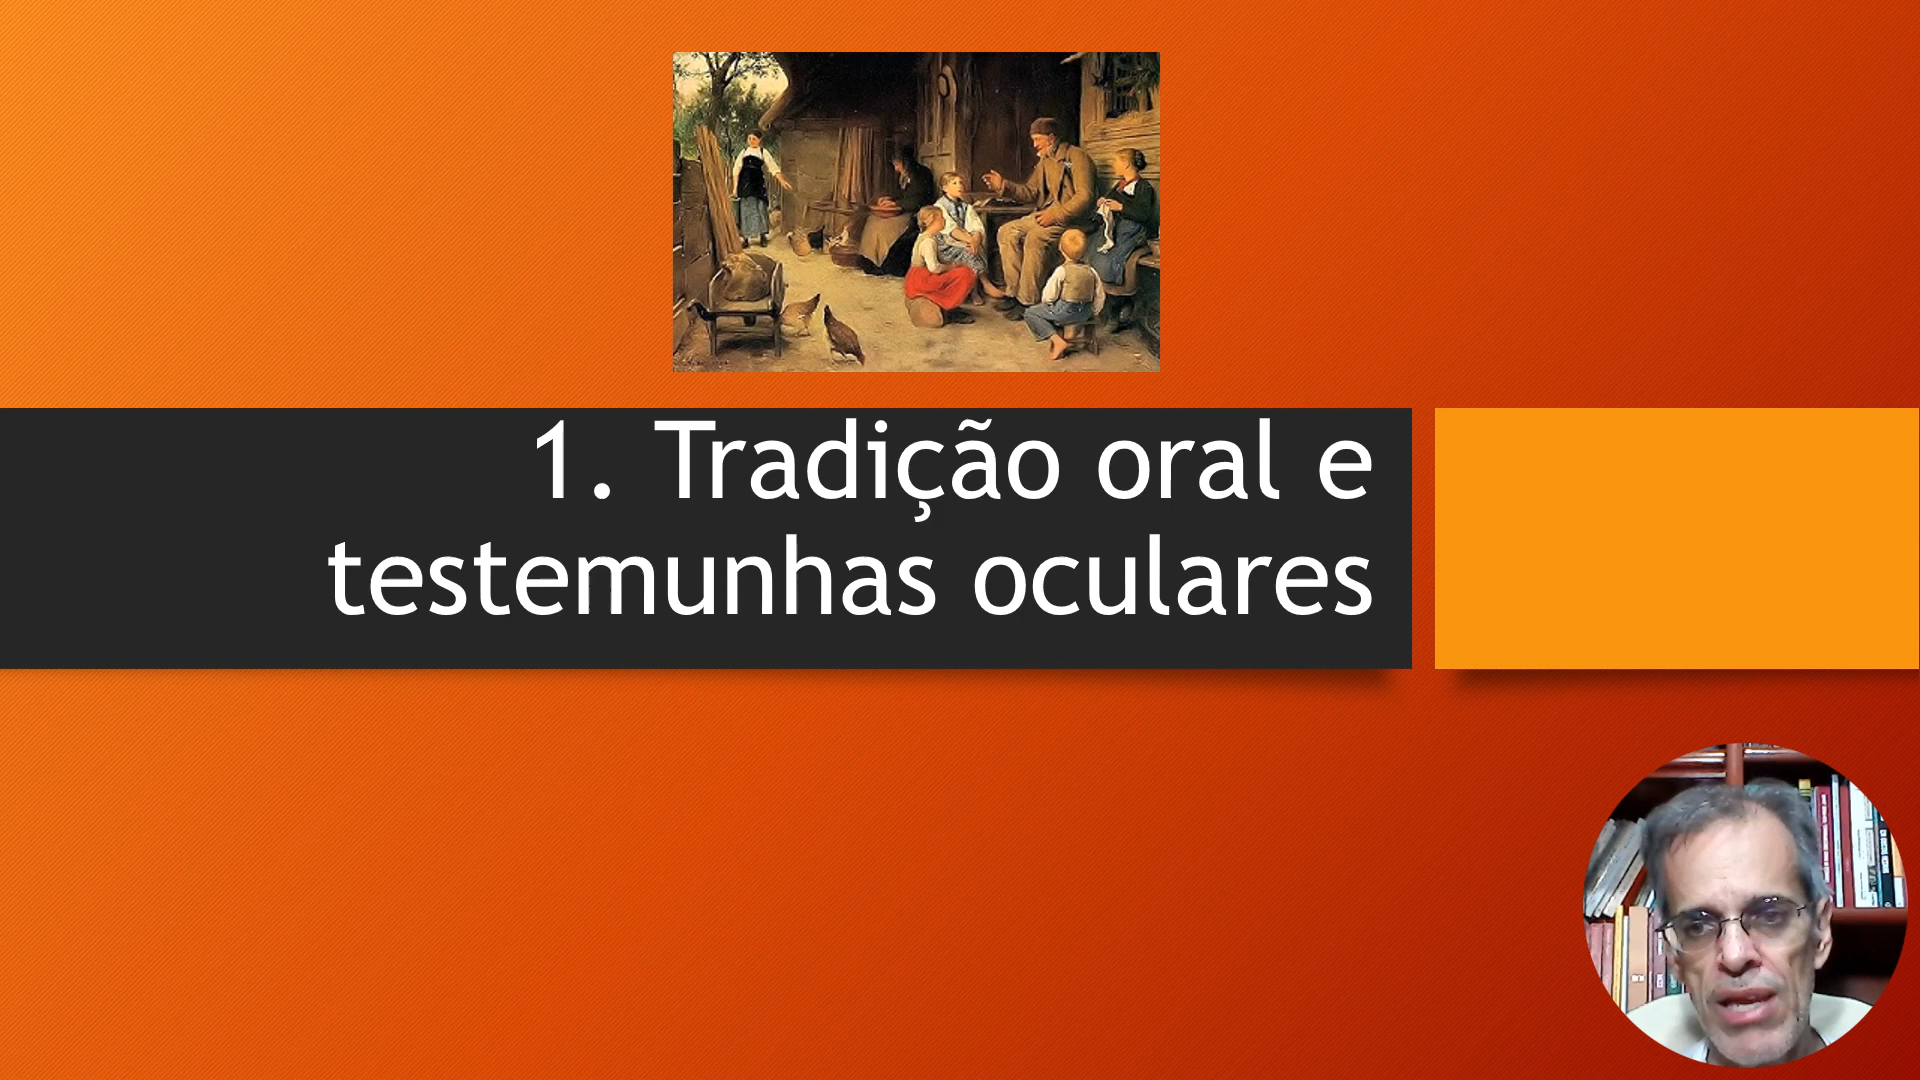 1. Tradição oral e
testemunhas oculares